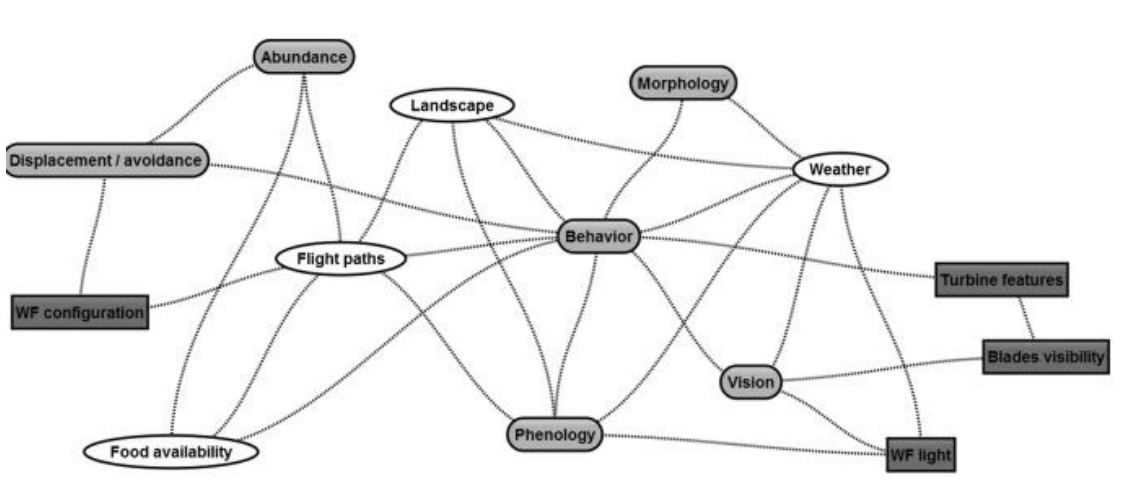 Abundance
Morphology
Landscape
Displacement / avoidance
Weather
Behavior
Flight paths
Turbine features
WF configuration
Blades visibility
Vision
Phenology
Food availability
WF light